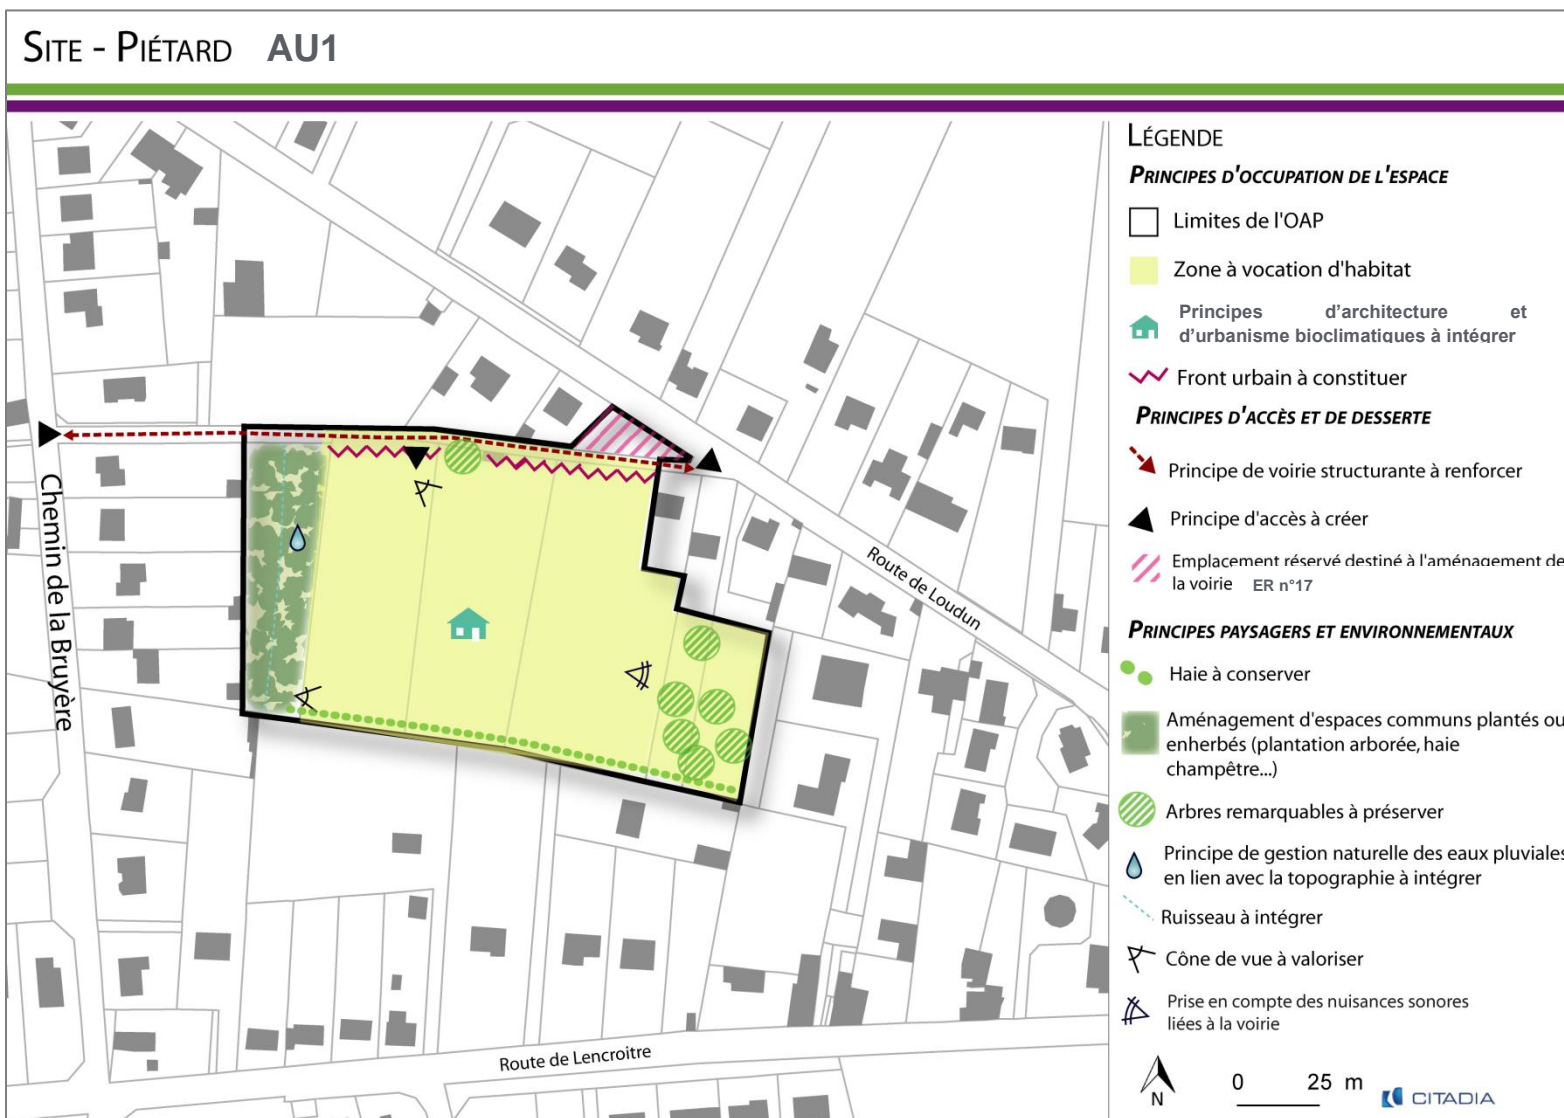 SITE - PIÉTARD AU1
LÉGENDE
PRINCIPES D'OCCUPATION DE L'ESPACE
Limites de l'OAP
Zone à vocation d'habitat
Principes d’architecture et
d’urbanisme bioclimatiques à intégrer
Front urbain à constituer
PRINCIPES D'ACCÈS ET DE DESSERTE
Principe de voirie structurante à renforcer
Principe d'accès à créer
Emplacement réservé destiné à l'aménagement de
la voirie ER n°17
PRINCIPES PAYSAGERS ET ENVIRONNEMENTAUX
Haie à conserver
Aménagement d'espaces communs plantés ou
enherbés (plantation arborée, haie
champêtre...)
Arbres remarquables à préserver
Principe de gestion naturelle des eaux pluviales
en lien avec la topographie à intégrer
Ruisseau à intégrer
Cône de vue à valoriser
Prise en compte des nuisances sonores
liées à la voirie
N
0 25 m
CITADIA
Chemin de la Bruyère
Route de Loudun
Route de Lencroitre